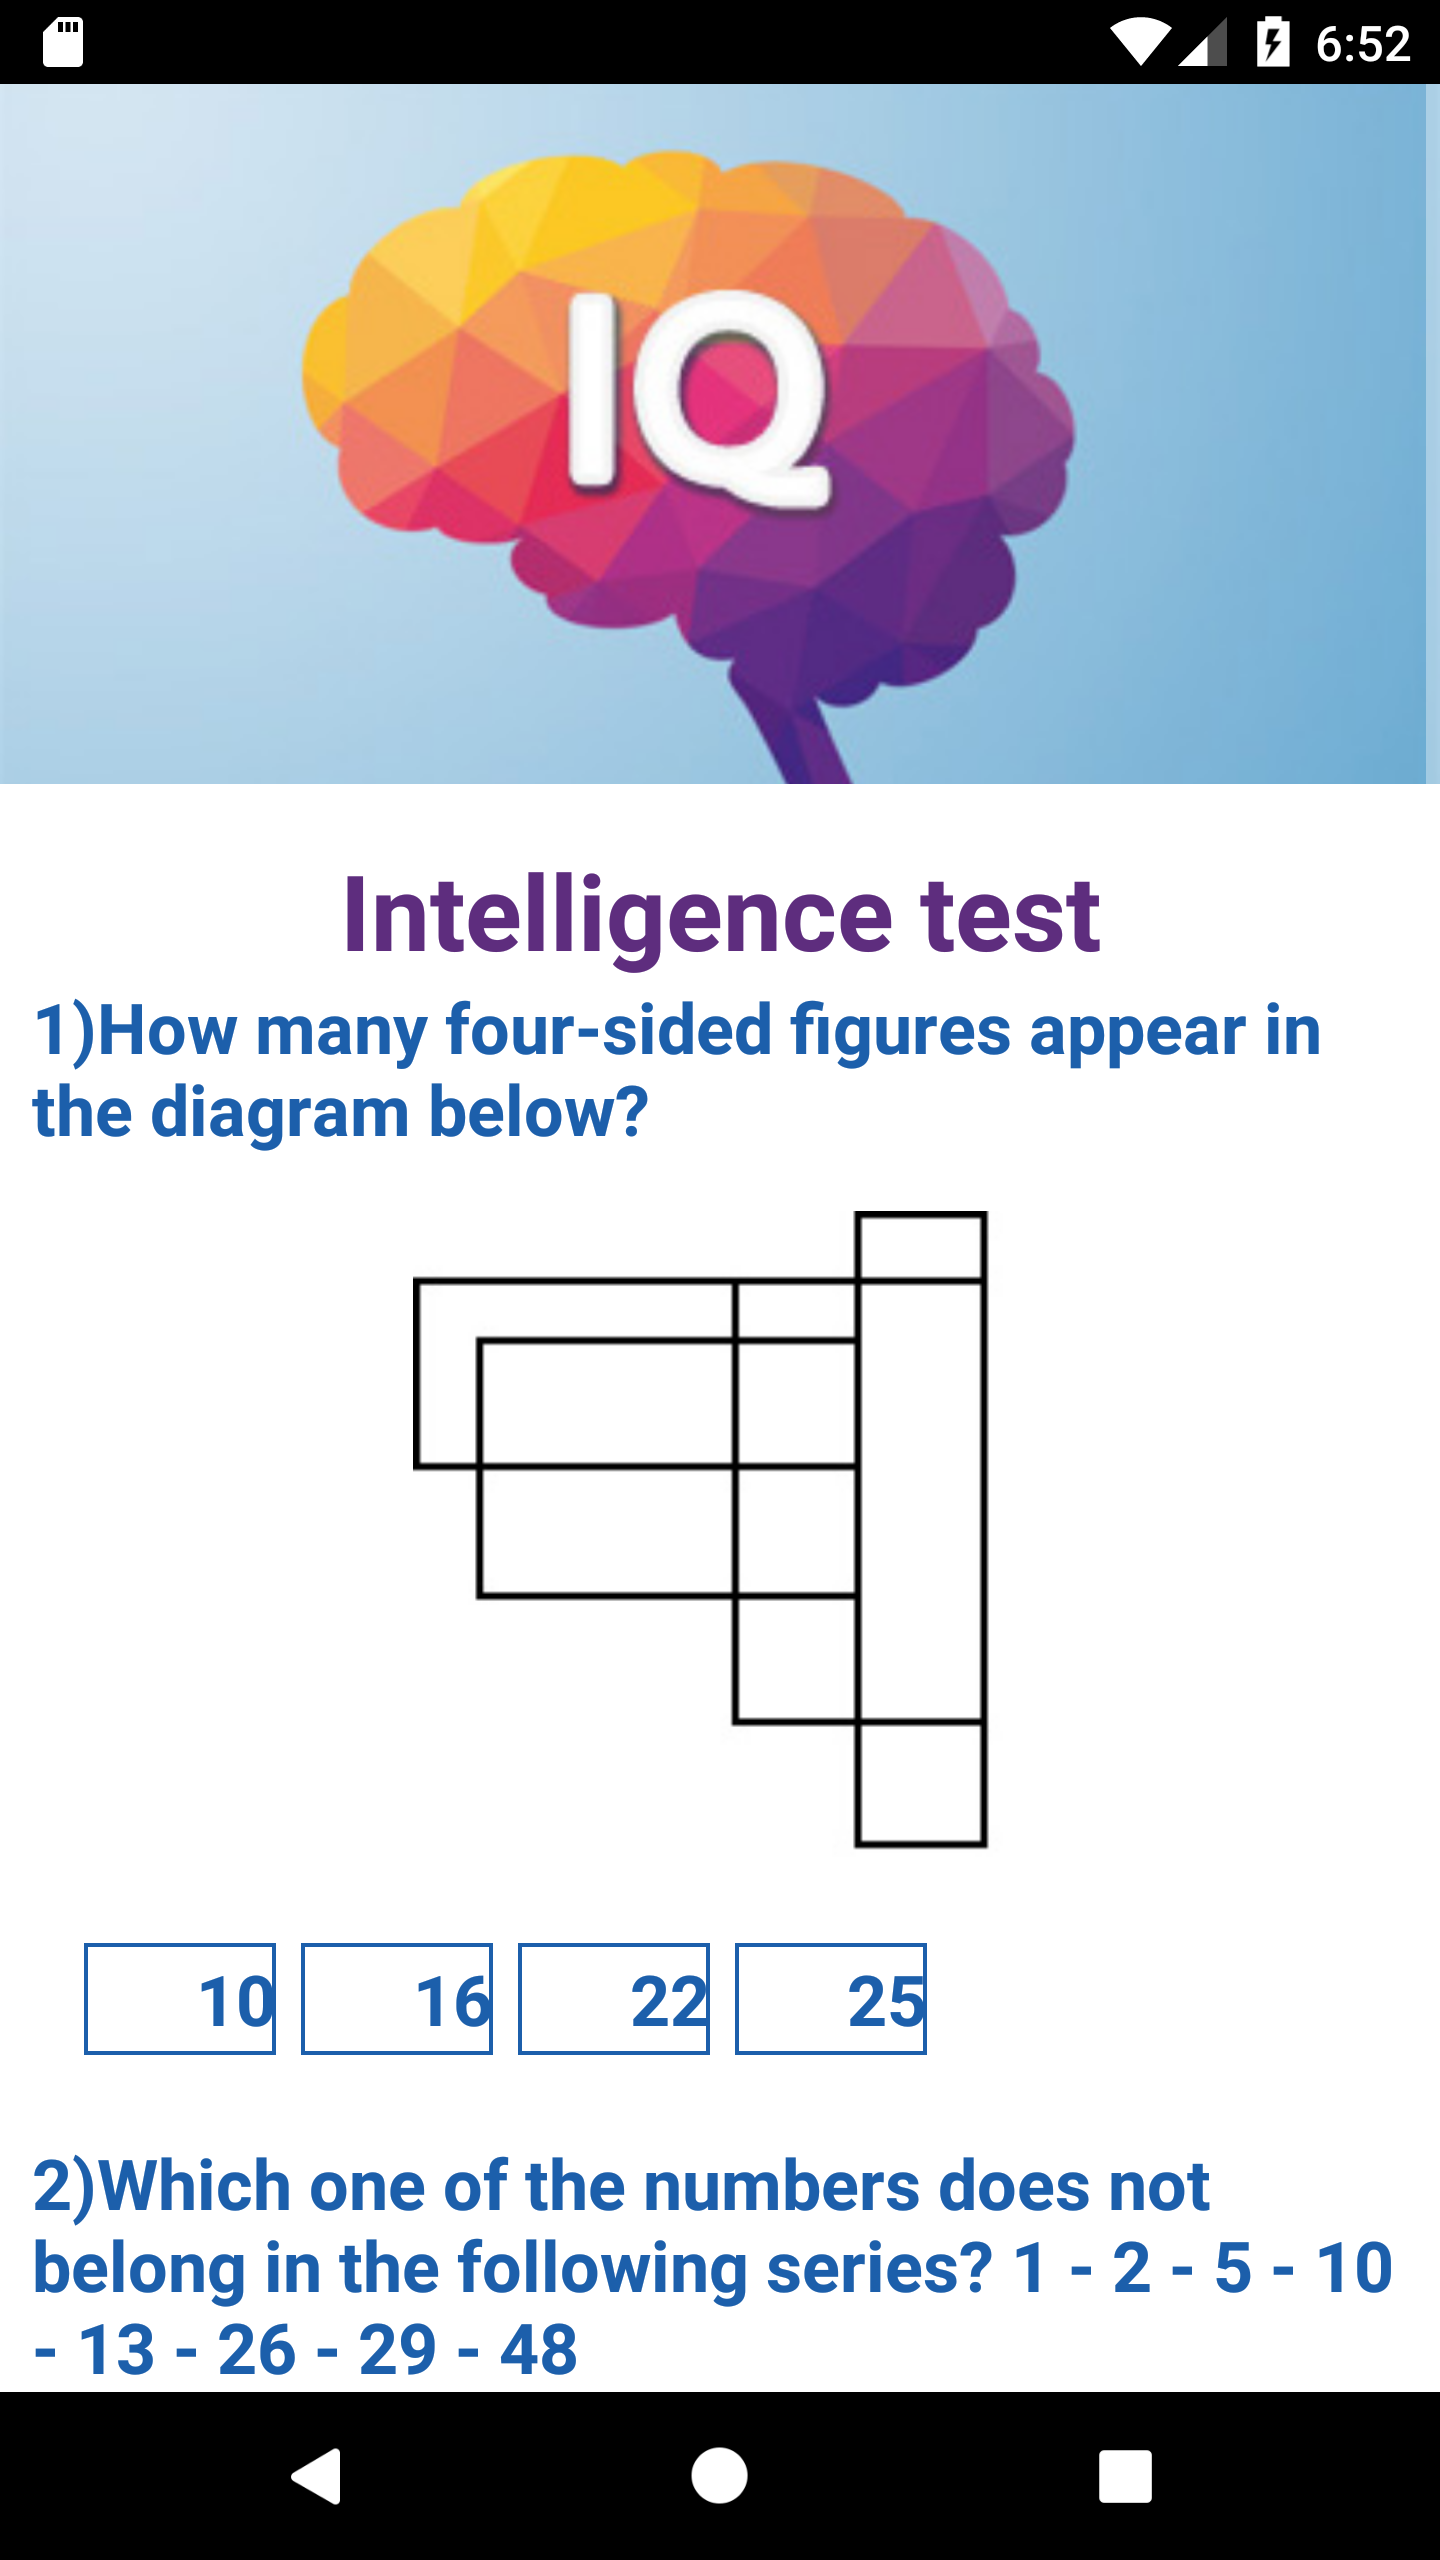 6:52
IQ
Intelligence test
1)How many four-sided figures appear in
the diagram below?
10 16 22 25
2)Which one of the numbers does not
belong in the following series? 1 - 2 - 5 - 10
- 13 - 26 - 29 - 48